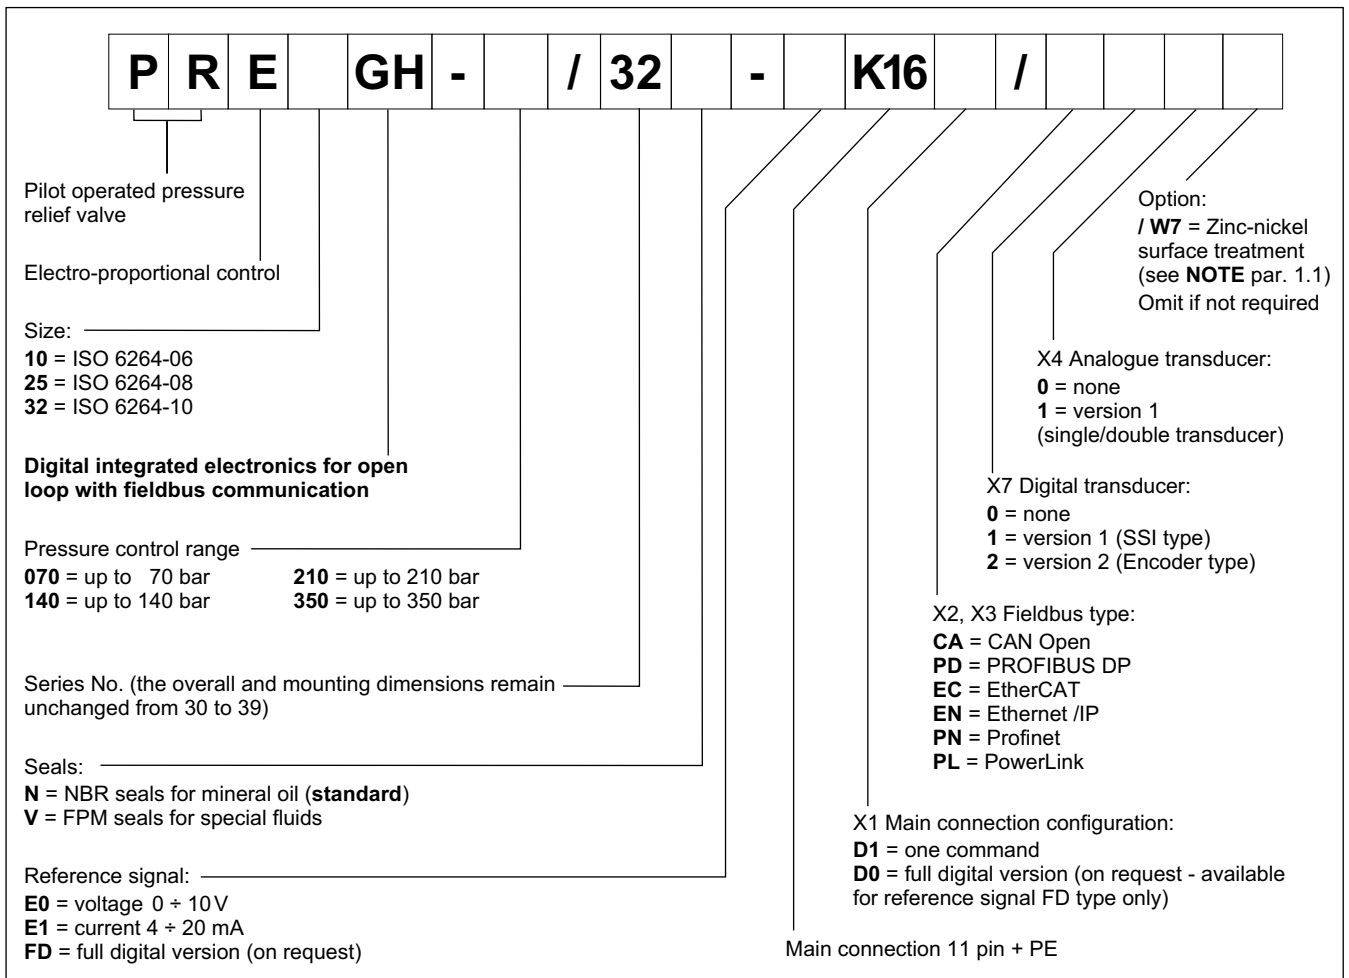 P R E GH - / 32 - K16 /
Pilot operated pressure
relief valve
Electro-proportional control
Size:
10 = ISO 6264-06
25 = ISO 6264-08
32 = ISO 6264-10
Digital integrated electronics for open
loop with fieldbus communication
Pressure control range
070 = up to 70 bar 210 = up to 210 bar
140 = up to 140 bar 350 = up to 350 bar
Series No. (the overall and mounting dimensions remain
unchanged from 30 to 39)
Seals:
N = NBR seals for mineral oil (standard)
V = FPM seals for special fluids
Reference signal:
E0 = voltage 0 ÷ 10 V
E1 = current 4 ÷ 20 mA
FD = full digital version (on request)
Option:
/ W7 = Zinc-nickel
surface treatment
(see NOTE par. 1.1)
Omit if not required
X4 Analogue transducer:
0 = none
1 = version 1
(single/double transducer)
X7 Digital transducer:
0 = none
1 = version 1 (SSI type)
2 = version 2 (Encoder type)
X2, X3 Fieldbus type:
CA = CAN Open
PD = PROFIBUS DP
EC = EtherCAT
EN = Ethernet /IP
PN = Profinet
PL = PowerLink
X1 Main connection configuration:
D1 = one command
D0 = full digital version (on request - available
for reference signal FD type only)
Main connection 11 pin + PE